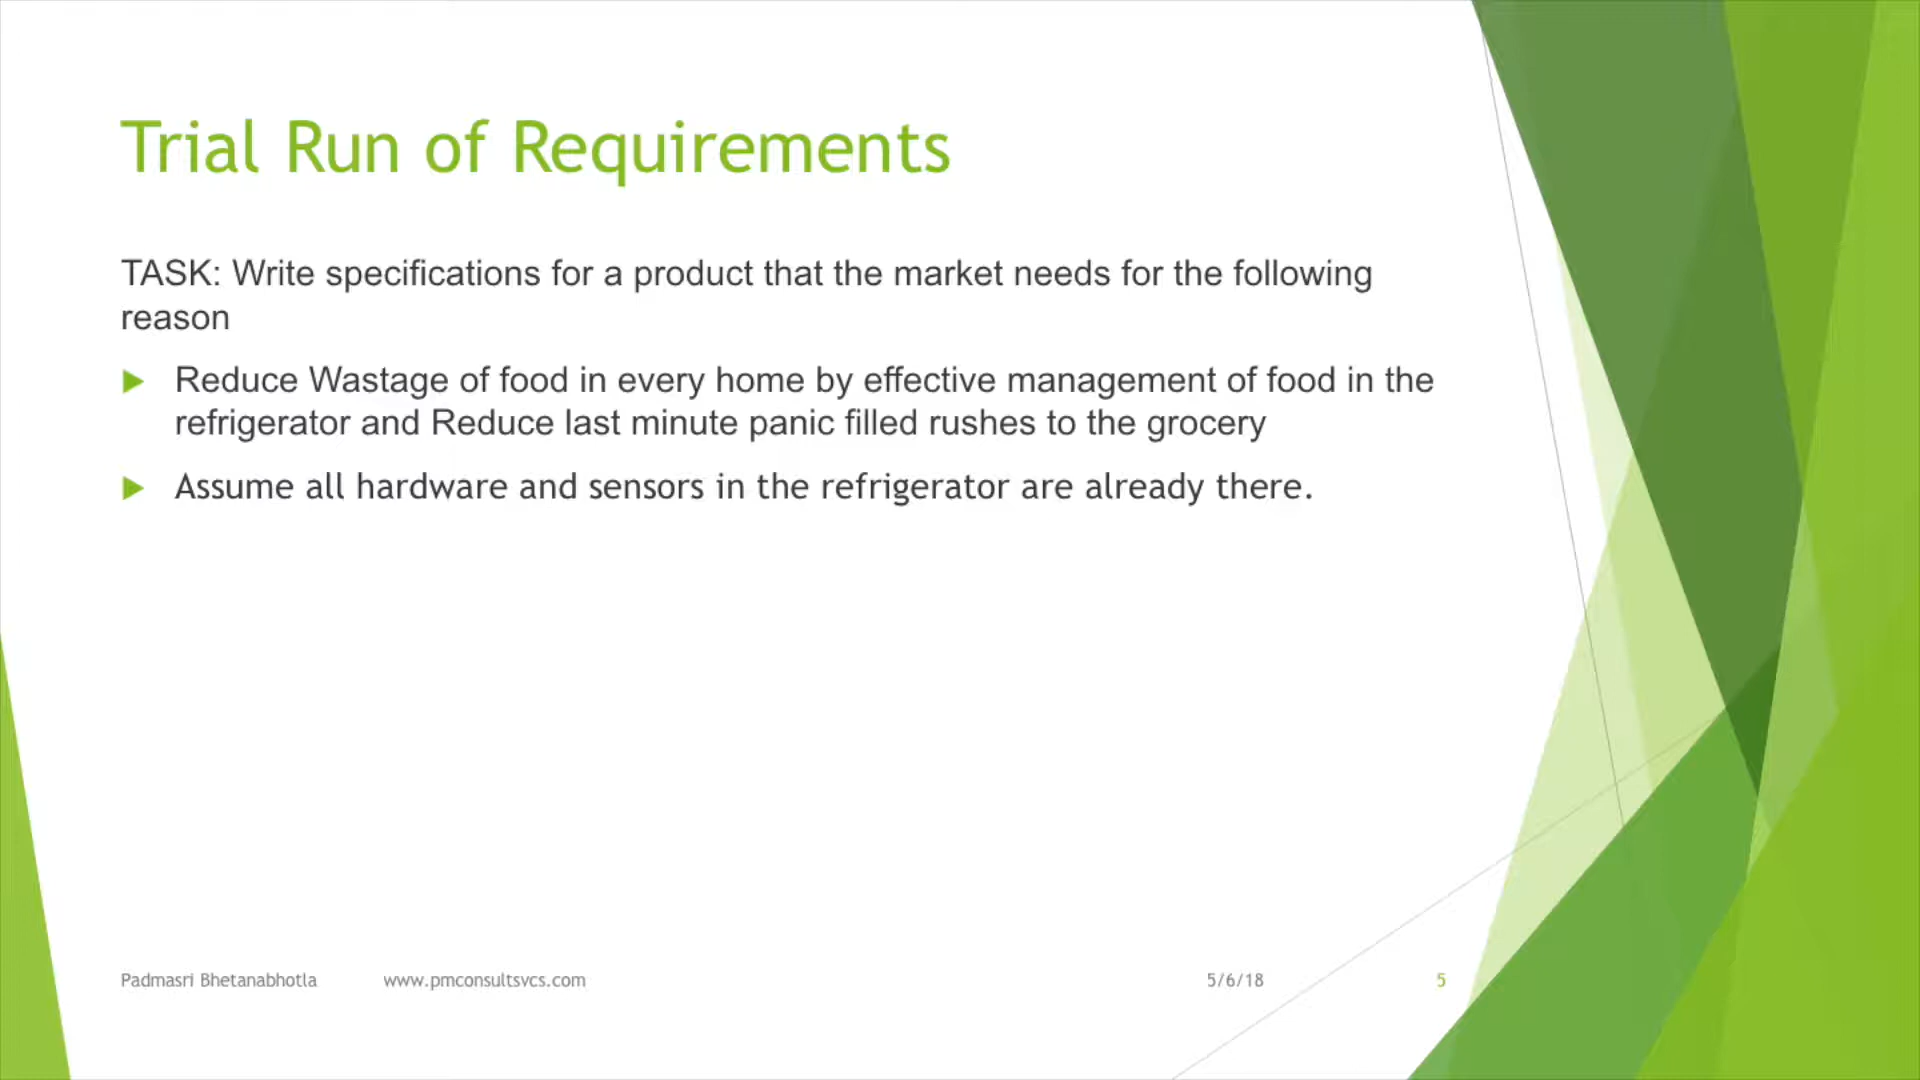 Trial Run of Requirements
TASK: Write specifications for a product that the market needs for the following
reason
Reduce Wastage of food in every home by effective management of food in the
refrigerator and Reduce last minute panic filled rushes to the grocery
Assume all hardware and sensors in the refrigerator are already there.
Padmasri Bhetanabhotla www.pmconsultsvcs.com 5/6/18 5